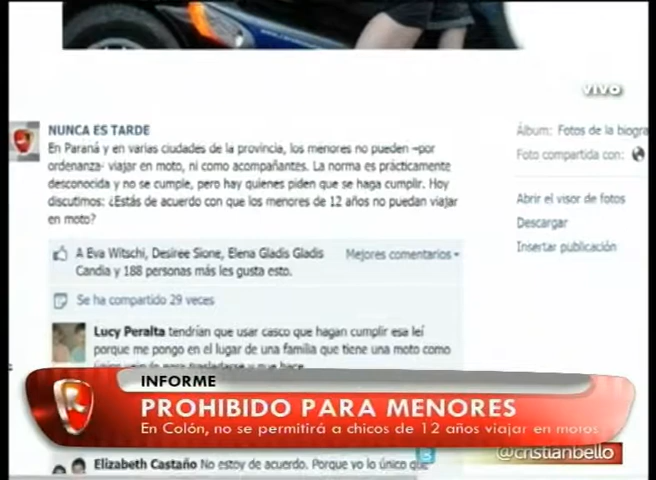 vivo
NUNCA ES TARDE
En Paraná y en varias ciudades de la provincia, los menores no pueden –por
ordenanza- viajar en moto, ni como acompañantes. La norma es prácticamente
desconocida y no se cumple, pero hay quienes piden que se haga cumplir. Hoy
discutimos: ¿Estás de acuerdo con que los menores de 12 años no puedan viajar
en moto?
Álbum: Fotos de la biogra
Foto compartida con:
Abrir el visor de fotos
Descargar
Insertar publicación
A Eva Witschi, Desiree Sione, Elena Gladis Gladis
Candia y 188 personas más les gusta esto.
Mejores comentarios
Se ha compartido 29 veces
Lucy Peralta tendrían que usar casco que hagan cumplir esa leí
porque me pongo en el lugar de una familia que tiene una moto como
INFORME
PROHIBIDO PARA MENORES
En Colón, no se permitirá a chicos de 12 años viajar en motos
@cristianbello
Elizabeth Castaño No estoy de acuerdo. Porque yo lo único que